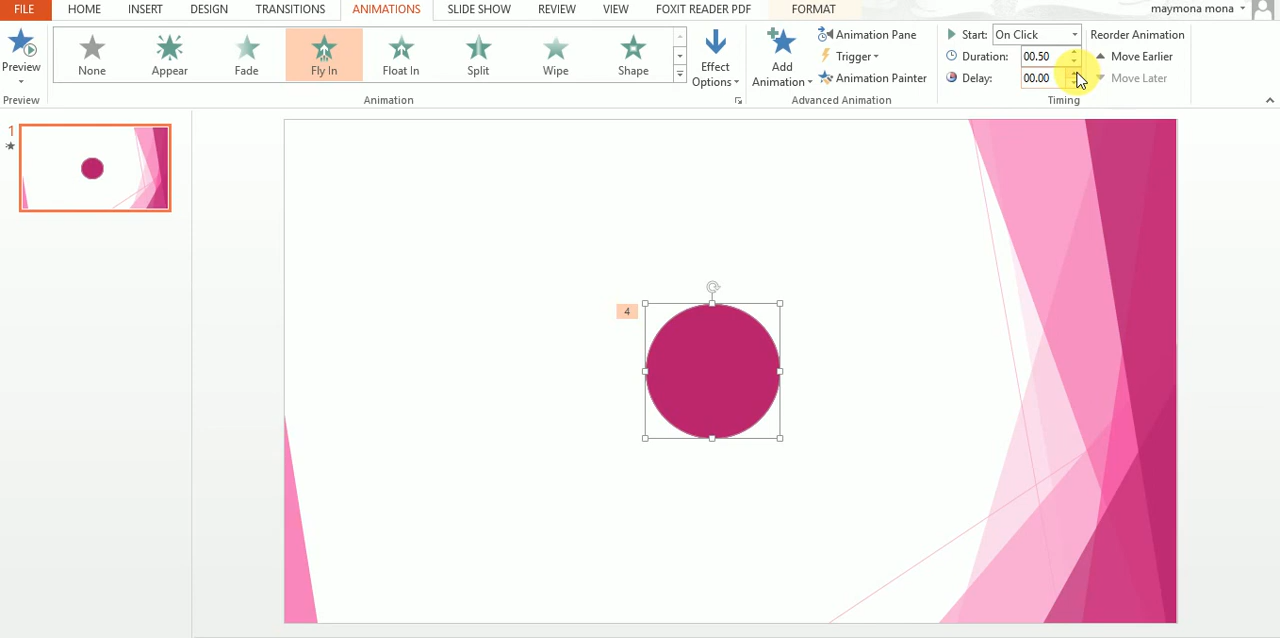 FILE HOME INSERT DESIGN TRANSITIONS ANIMATIONS SLIDE SHOW REVIEW VIEW FOXIT READER PDF FORMAT maymona mona
Preview
None Appear Fade Fly In Float In Split Wipe Shape
Effect Options
Add Animation
Animation Pane
Trigger
Animation Painter
Start: On Click
Duration: 00.50
Delay: 00.00
Reorder Animation
Move Earlier
Move Later
Preview Animation Advanced Animation Timing
1
4